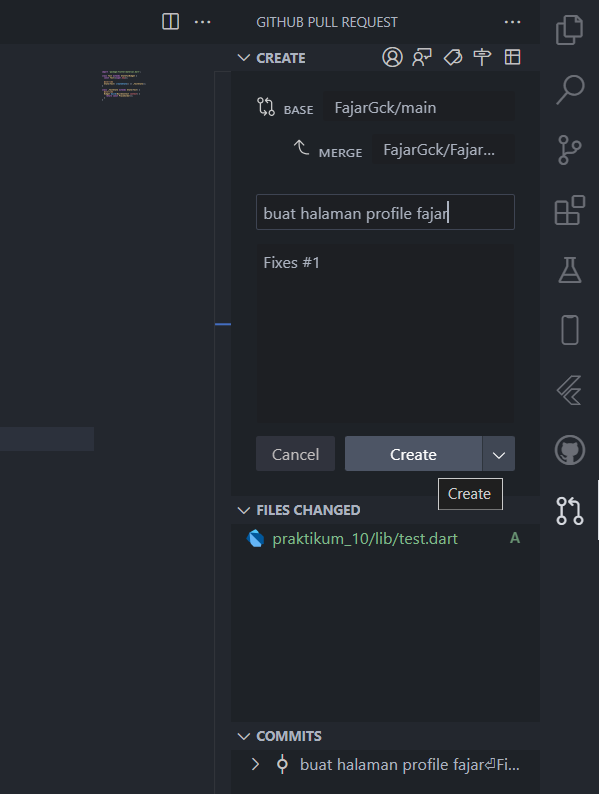 GITHUB PULL REQUEST
CREATE
BASE FajarGck/main
MERGE FajarGck/Fajar...
buat halaman profile fajar
Fixes #1
Cancel Create
Create
FILES CHANGED
praktikum_10/lib/test.dart A
COMMITS
buat halaman profile fajar⏎Fi...